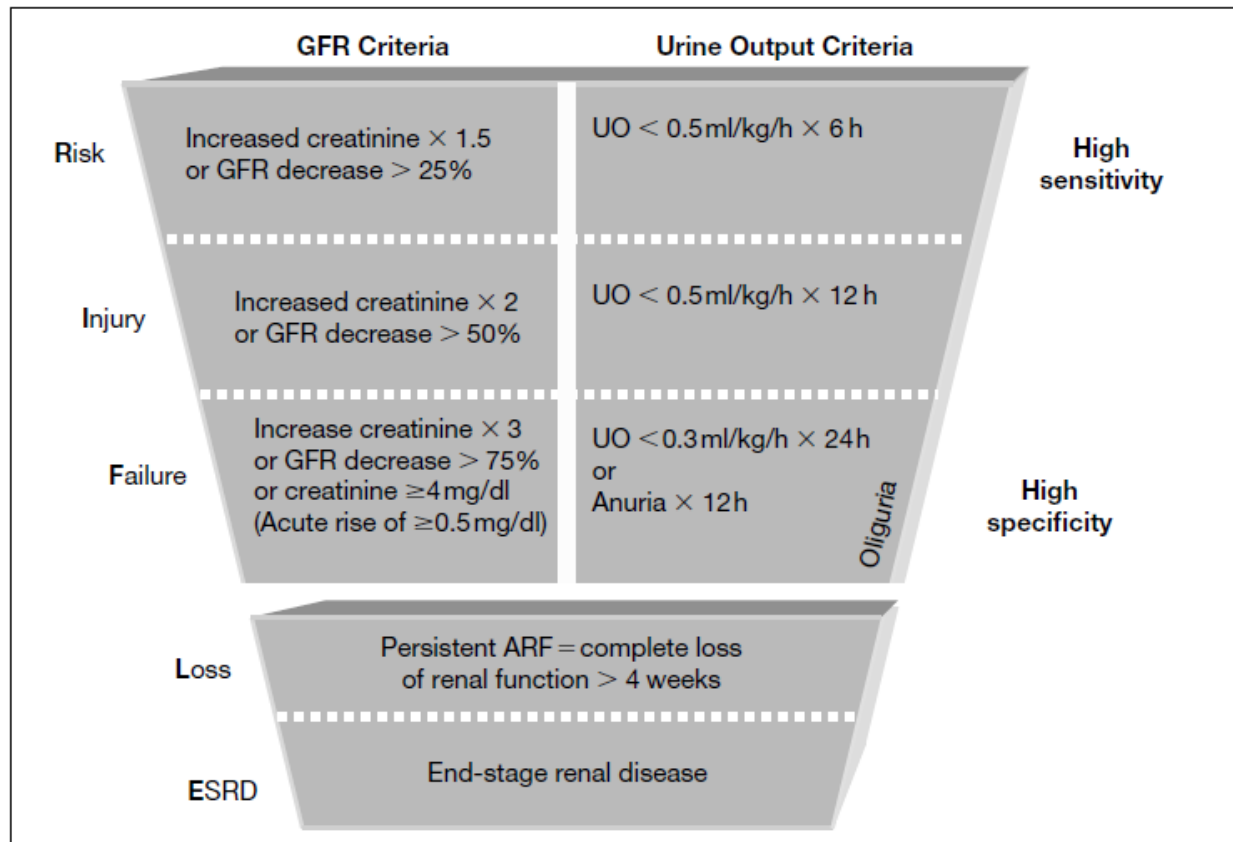 GFR Criteria
Urine Output Criteria
Risk
Increased creatinine × 1.5
or GFR decrease > 25%
UO < 0.5 ml/kg/h × 6 h
High
sensitivity
Injury
Increased creatinine × 2
or GFR decrease > 50%
UO < 0.5 ml/kg/h × 12 h
Failure
Increase creatinine × 3
or GFR decrease > 75%
or creatinine ≥4 mg/dl
(Acute rise of ≥0.5 mg/dl)
UO <0.3 ml/kg/h × 24 h
or
Anuria × 12 h
Oliguria
High
specificity
Loss
Persistent ARF = complete loss
of renal function > 4 weeks
ESRD
End-stage renal disease